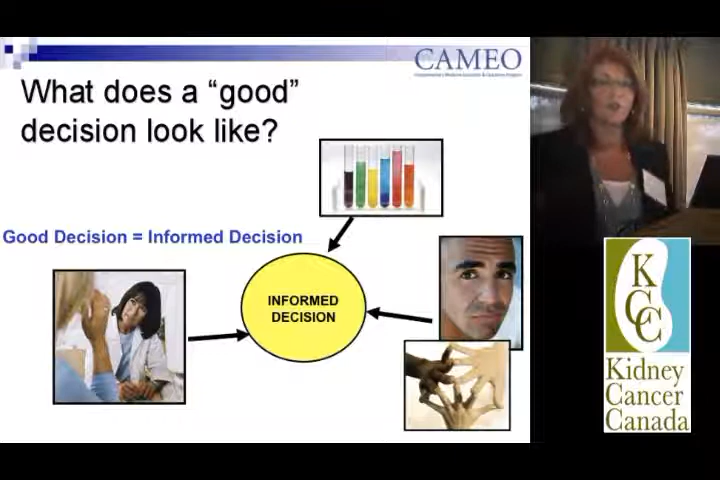 CAMEO
What does a “good”
decision look like?
Good Decision = Informed Decision
INFORMED
DECISION
K
C
C
Kidney
Cancer
Canada